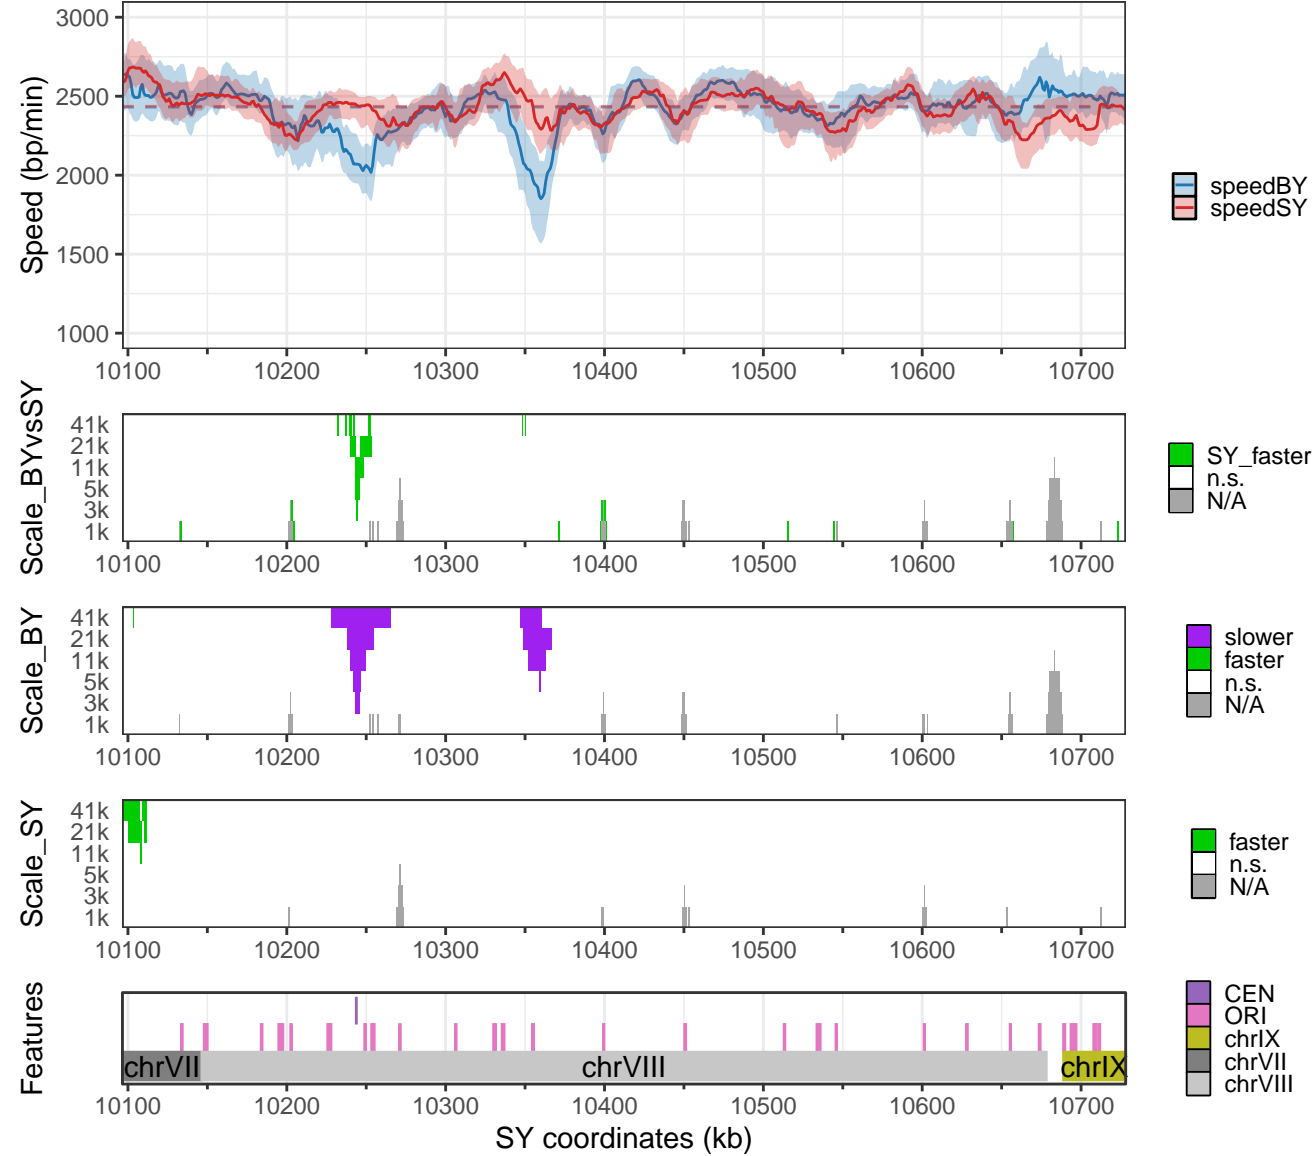 Speed (bp/min)
3000
2500
2000
1500
1000
10100 10200 10300 10400 10500 10600 10700
speedBY
speedSY
Scale_BYvsSY
41k
21k
11k
5k
3k
1k
10100 10200 10300 10400 10500 10600 10700
SY_faster
n.s.
N/A
Scale_BY
41k
21k
11k
5k
3k
1k
10100 10200 10300 10400 10500 10600 10700
slower
faster
n.s.
N/A
Scale_SY
41k
21k
11k
5k
3k
1k
10100 10200 10300 10400 10500 10600 10700
faster
n.s.
N/A
Features
chrVII chrVIII chrIX
10100 10200 10300 10400 10500 10600 10700
SY coordinates (kb)
CEN
ORI
chrIX
chrVII
chrVIII